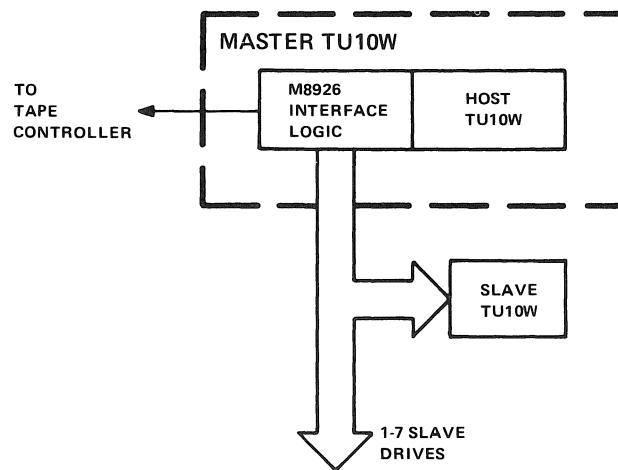 MASTER TU10W
TO
TAPE
CONTROLLER
M8926
INTERFACE
LOGIC
HOST
TU10W
SLAVE
TU10W
1-7 SLAVE
DRIVES